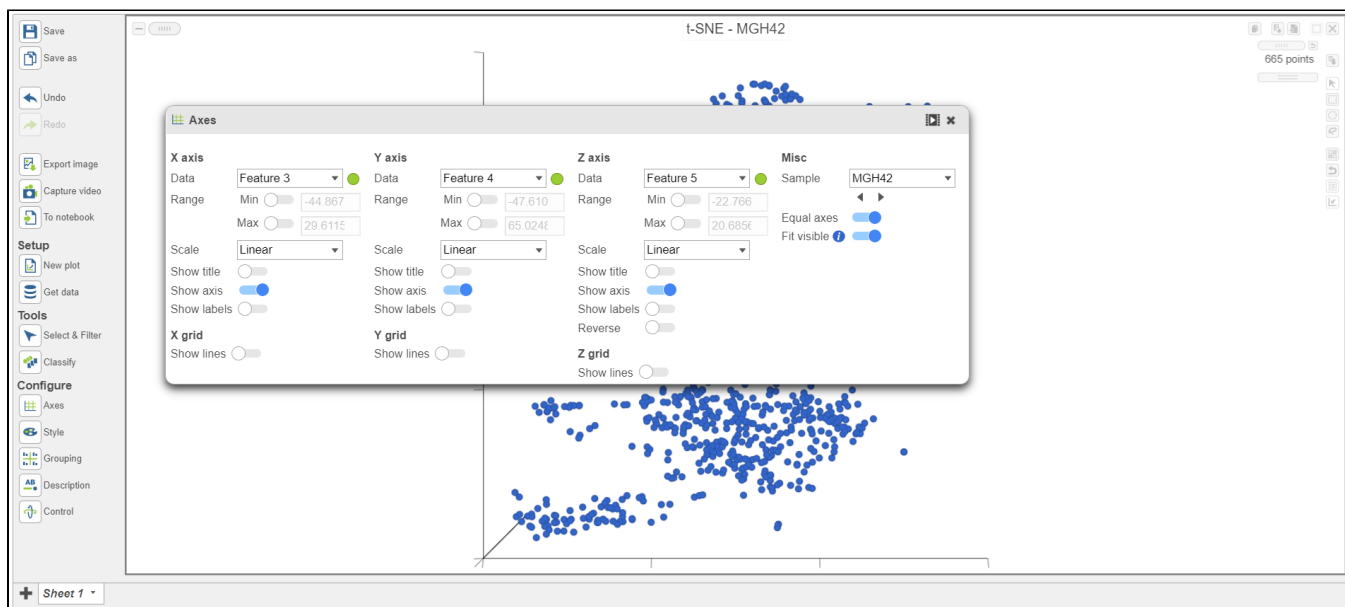 Save
Save as
Undo
Redo
Export image
Capture video
To notebook
Setup
New plot
Get data
Tools
Select & Filter
Classify
Configure
Axes
Style
Grouping
AB Description
Control
t-SNE - MGH42
665 points
Axes
X axis
Data Feature 3
Range Min -44.867
Max 29.6115
Scale Linear
Show title
Show axis
Show labels
X grid
Show lines
Y axis
Data Feature 4
Range Min -47.610
Max 65.0248
Scale Linear
Show title
Show axis
Show labels
Y grid
Show lines
Z axis
Data Feature 5
Range Min -22.766
Max 20.6856
Scale Linear
Show title
Show axis
Show labels
Reverse
Z grid
Show lines
Misc
Sample MGH42
Equal axes
Fit visible i
Sheet 1